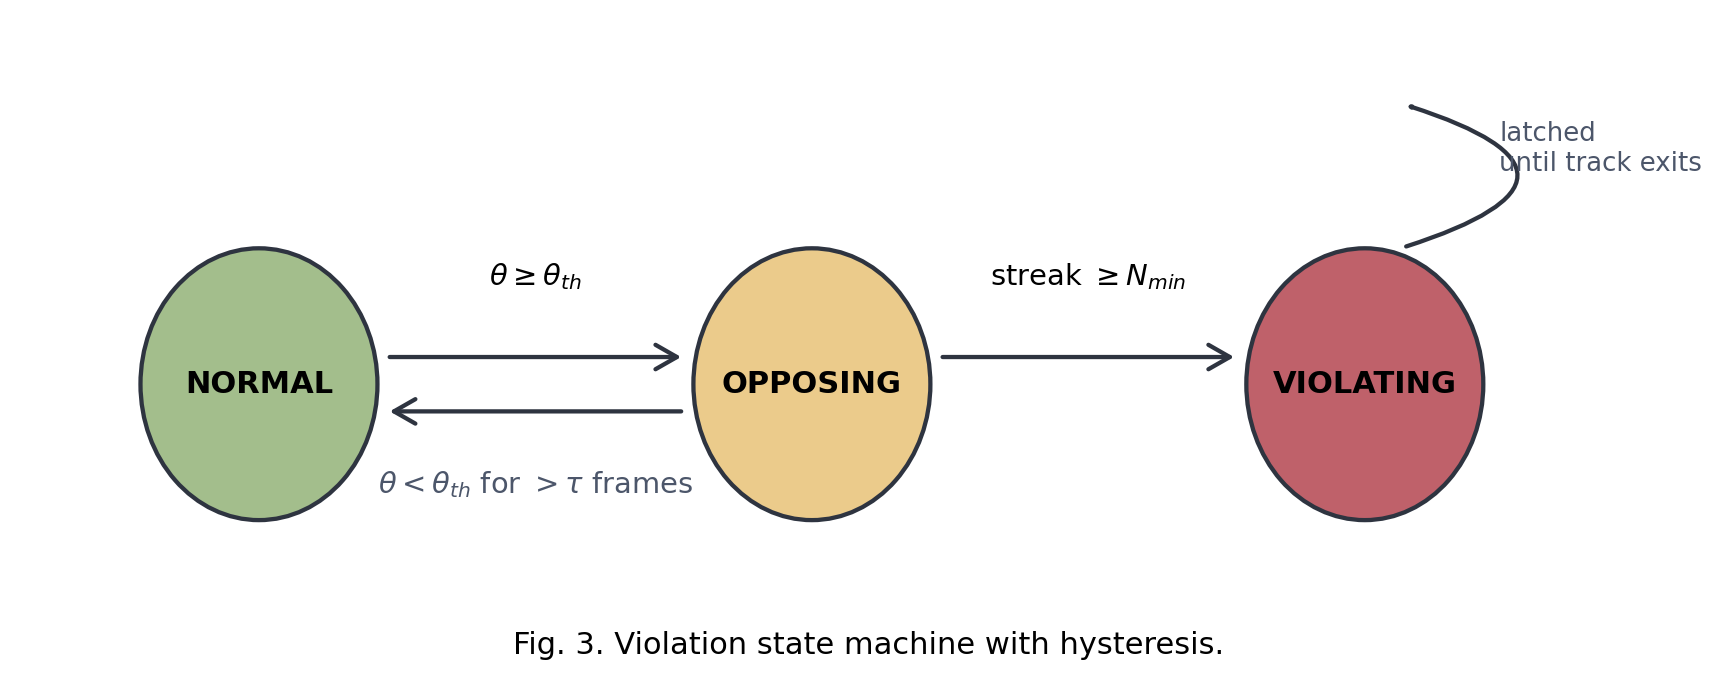 latched
until track exits
θ ≥ θ_th
streak ≥ N_min
NORMAL
OPPOSING
VIOLATING
θ < θ_th for > τ frames
Fig. 3. Violation state machine with hysteresis.